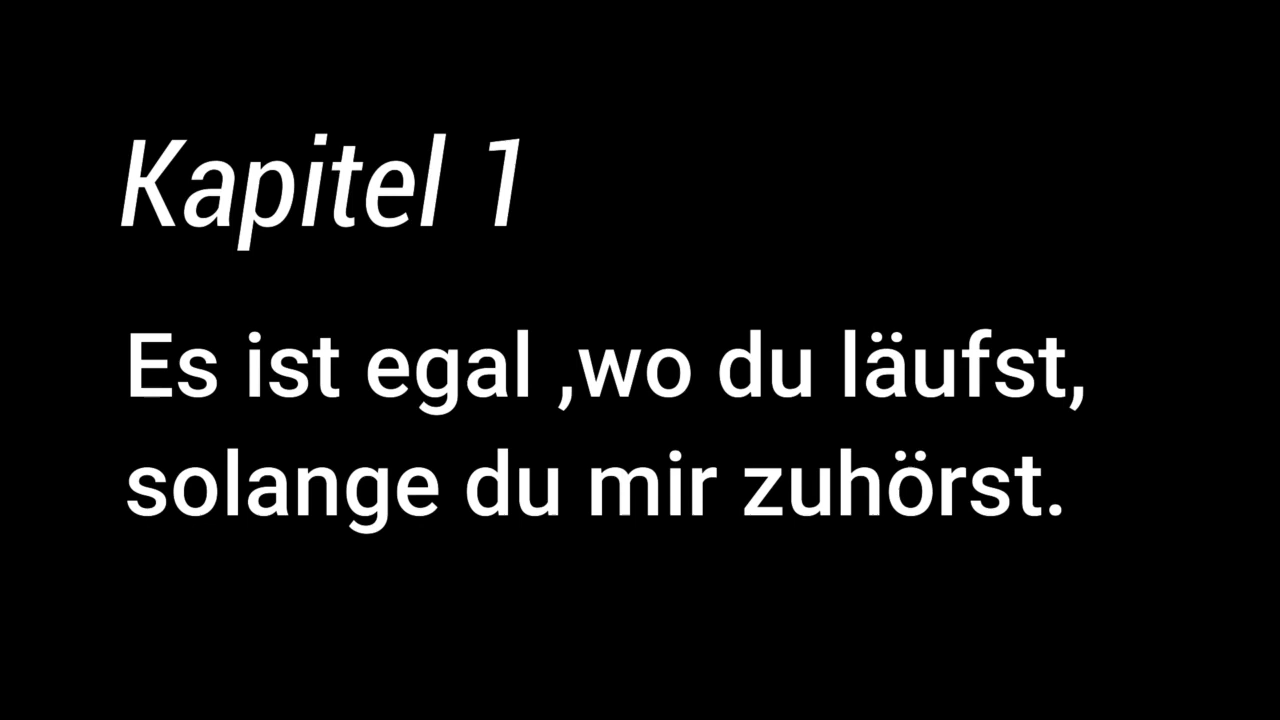 Kapitel 1
Es ist egal ,wo du läufst,
solange du mir zuhörst.